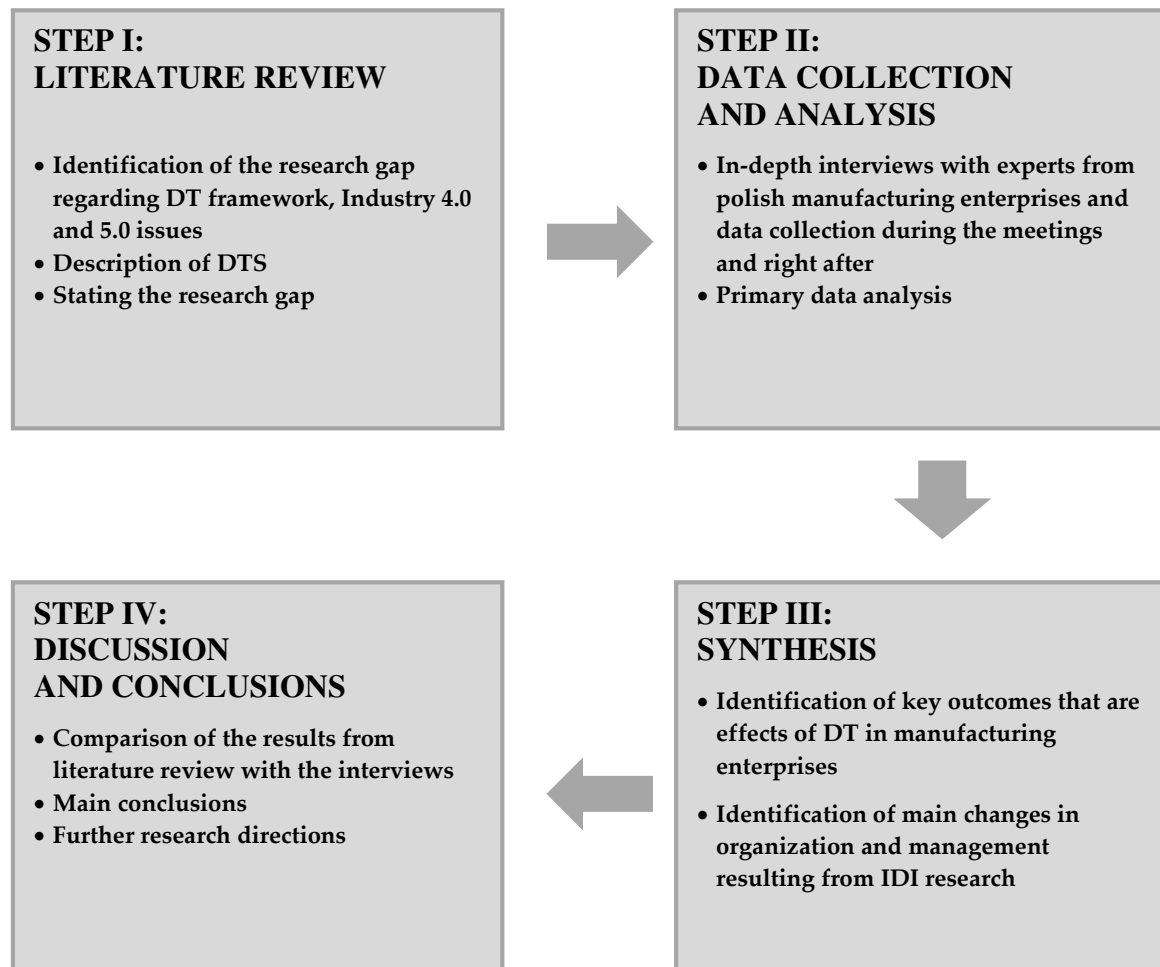 STEP I:
LITERATURE REVIEW
• Identification of the research gap
regarding DT framework, Industry 4.0
and 5.0 issues
• Description of DTS
• Stating the research gap
STEP II:
DATA COLLECTION
AND ANALYSIS
• In-depth interviews with experts from
polish manufacturing enterprises and
data collection during the meetings
and right after
• Primary data analysis
STEP III:
SYNTHESIS
• Identification of key outcomes that are
effects of DT in manufacturing
enterprises
• Identification of main changes in
organization and management
resulting from IDI research
STEP IV:
DISCUSSION
AND CONCLUSIONS
• Comparison of the results from
literature review with the interviews
• Main conclusions
• Further research directions